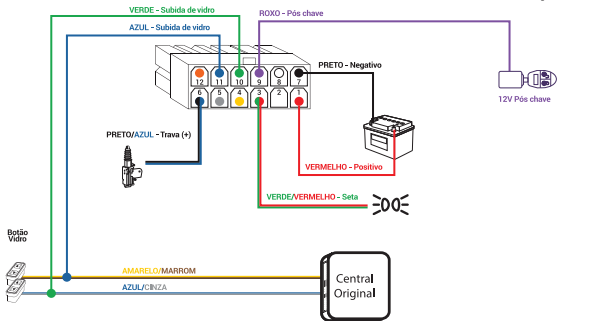 VERDE - Subida de vidro
ROXO - Pós chave
AZUL - Subida de vidro
PRETO - Negativo
12 11 10 9 8 7
6 5 4 3 2 1
12V Pós chave
PRETO/AZUL - Trava (+)
VERMELHO - Positivo
VERDE/VERMELHO - Seta
Botão
Vidro
AMARELO/MARROM
AZUL/CINZA
Central
Original